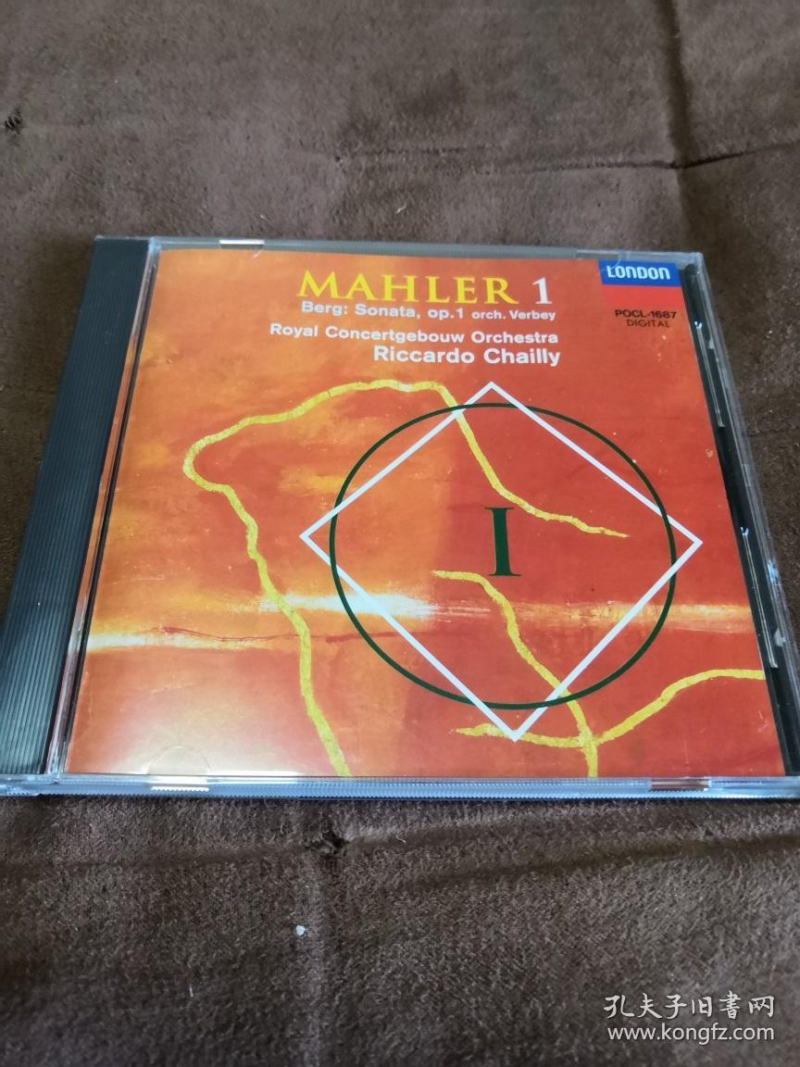 MAHLER 1
Berg: Sonata, op.1 orch. Verbey
Royal Concertgebouw Orchestra
Riccardo Chailly
LONDON
POCL-1687
DIGITAL
I
孔夫子旧书网
www.kongfz.com